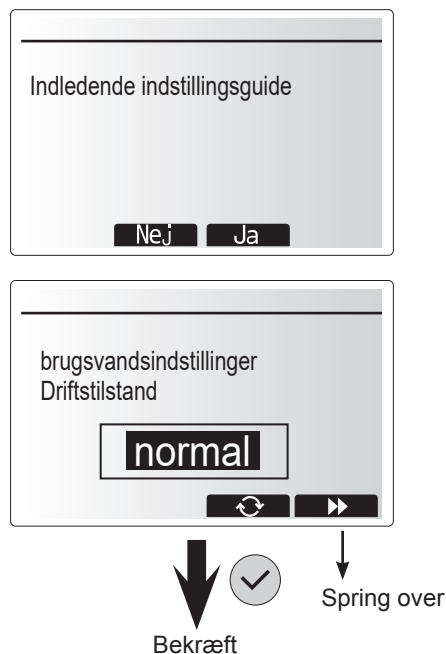 Indledende indstillingsguide
Nej Ja
brugsvandsindstillinger
Driftstilstand
normal
Spring over
Bekræft